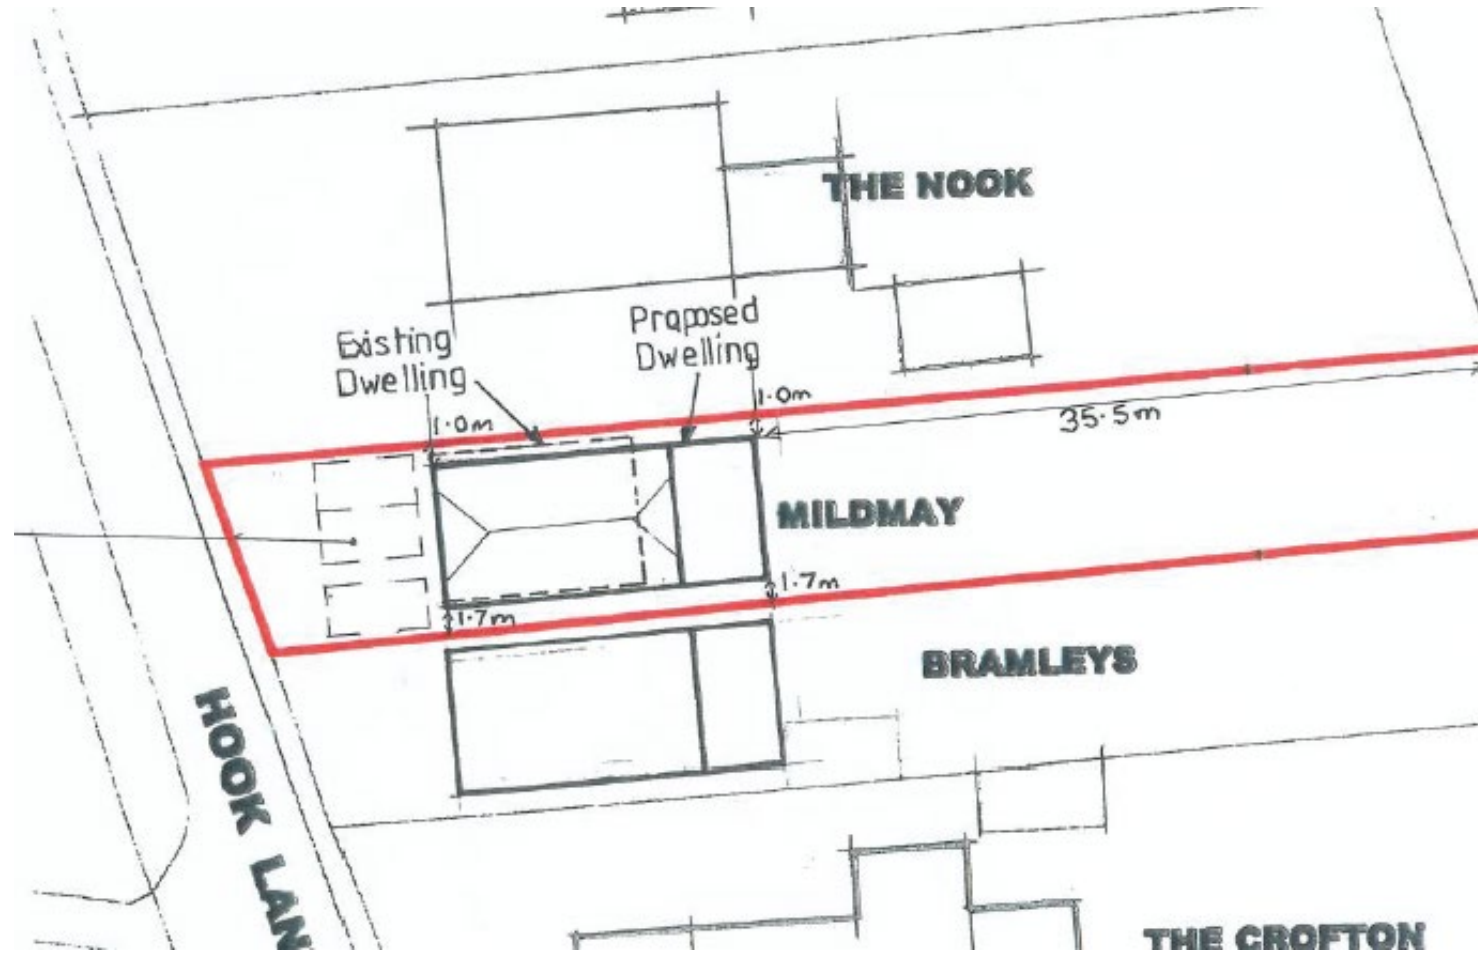 THE NOOK
Existing
Dwelling
Proposed
Dwelling
1.0m
1.0m
35.5m
MILDMAY
1.7m
1.7m
BRAMLEYS
HOOK LAN
THE CROFTON